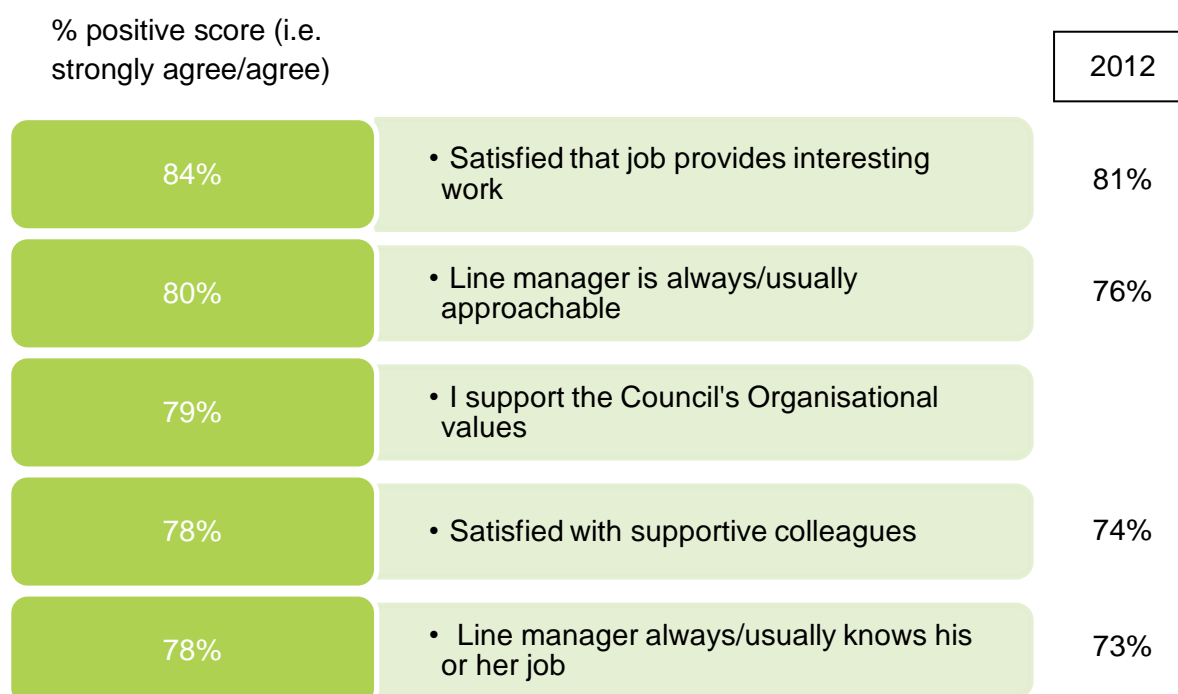 % positive score (i.e.
strongly agree/agree)
2012
84%
• Satisfied that job provides interesting
work
81%
80%
• Line manager is always/usually
approachable
76%
79%
• I support the Council's Organisational
values
78%
• Satisfied with supportive colleagues
74%
78%
• Line manager always/usually knows his
or her job
73%